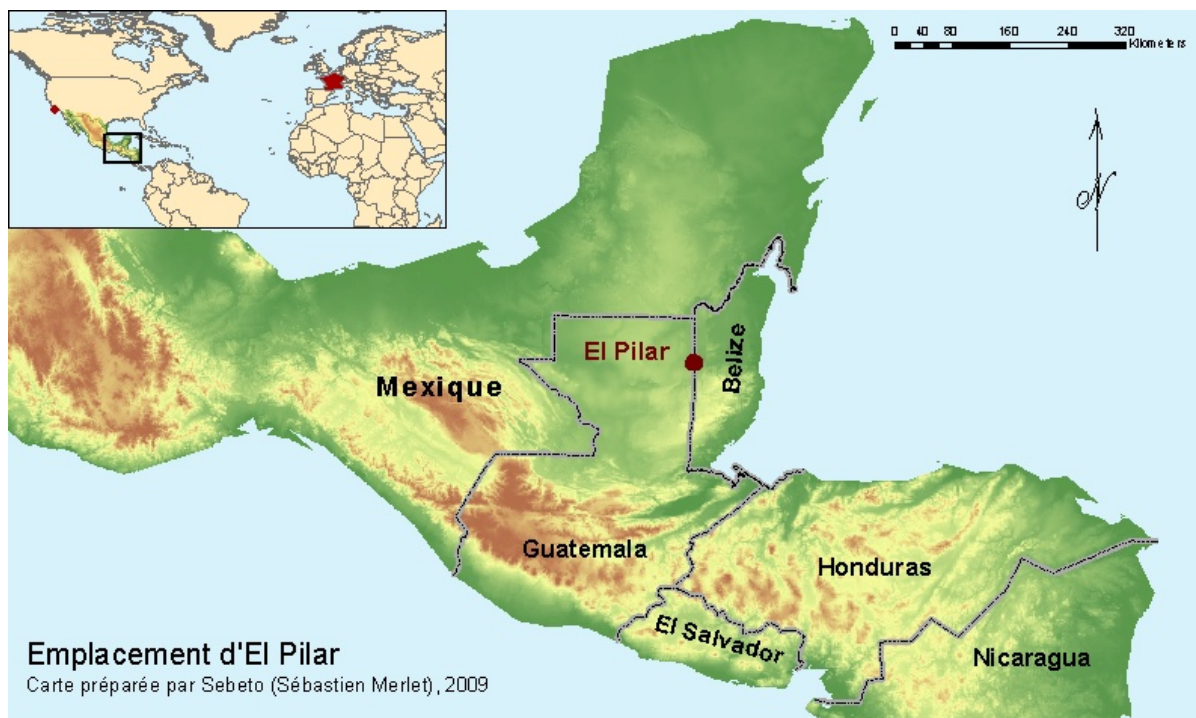 0 40 80 160 240 320
Kilometers
N
El Pilar
Belize
Mexique
Guatemala
Honduras
El Salvador
Nicaragua
Emplacement d'El Pilar
Carte préparée par Sebeto (Sébastien Merlet), 2009